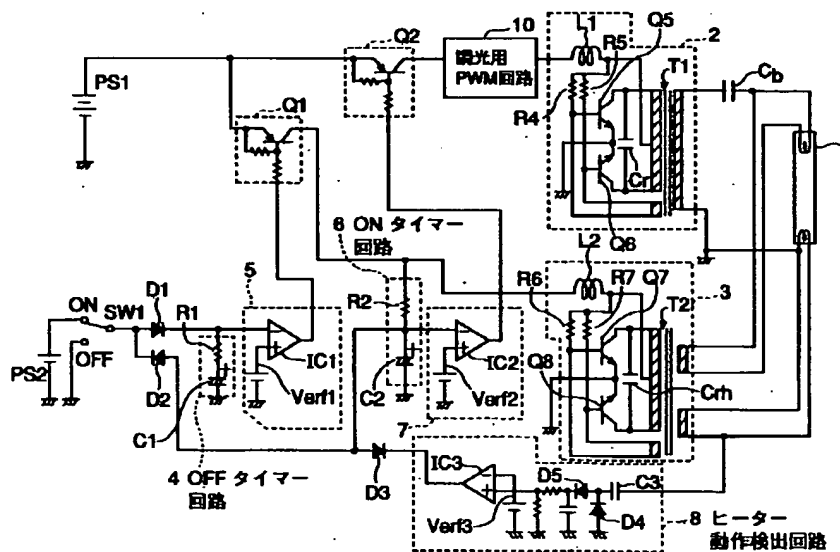 10
L1
Q5
Q2
R5
2
調光用
PWM回路
T1
Cb
PS1
Q1
R4
Cr
6 ON タイマー
回路
Q6
L2
D1
5
R6
R7
Q7
T2
3
ON
SW1
R1
R2
OFF
IC1
IC2
Q8
PS2
D2
Verf1
C2
Verf2
Crh
C1
7
IC3
D5
C3
4 OFF タイマー
回路
D3
Verf3
D4
8 ヒーター
動作検出回路